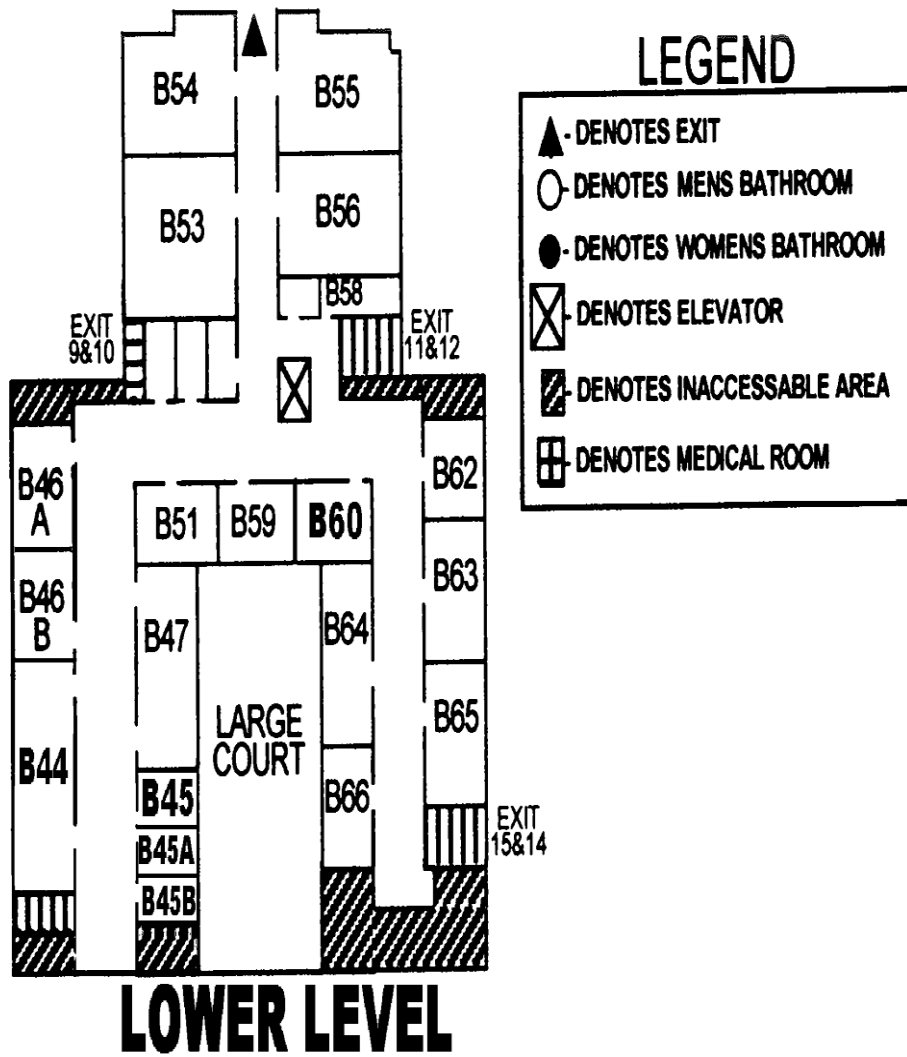 B54
B55
B53
B56
B58
EXIT
9&10
EXIT
11&12
LEGEND
- DENOTES EXIT
- DENOTES MENS BATHROOM
- DENOTES WOMENS BATHROOM
- DENOTES ELEVATOR
- DENOTES INACCESSABLE AREA
- DENOTES MEDICAL ROOM
B46
A
B51
B59
B60
B62
B46
B
B63
B47
B64
B44
LARGE
COURT
B65
B45
B66
EXIT
15&14
B45A
B45B
LOWER LEVEL